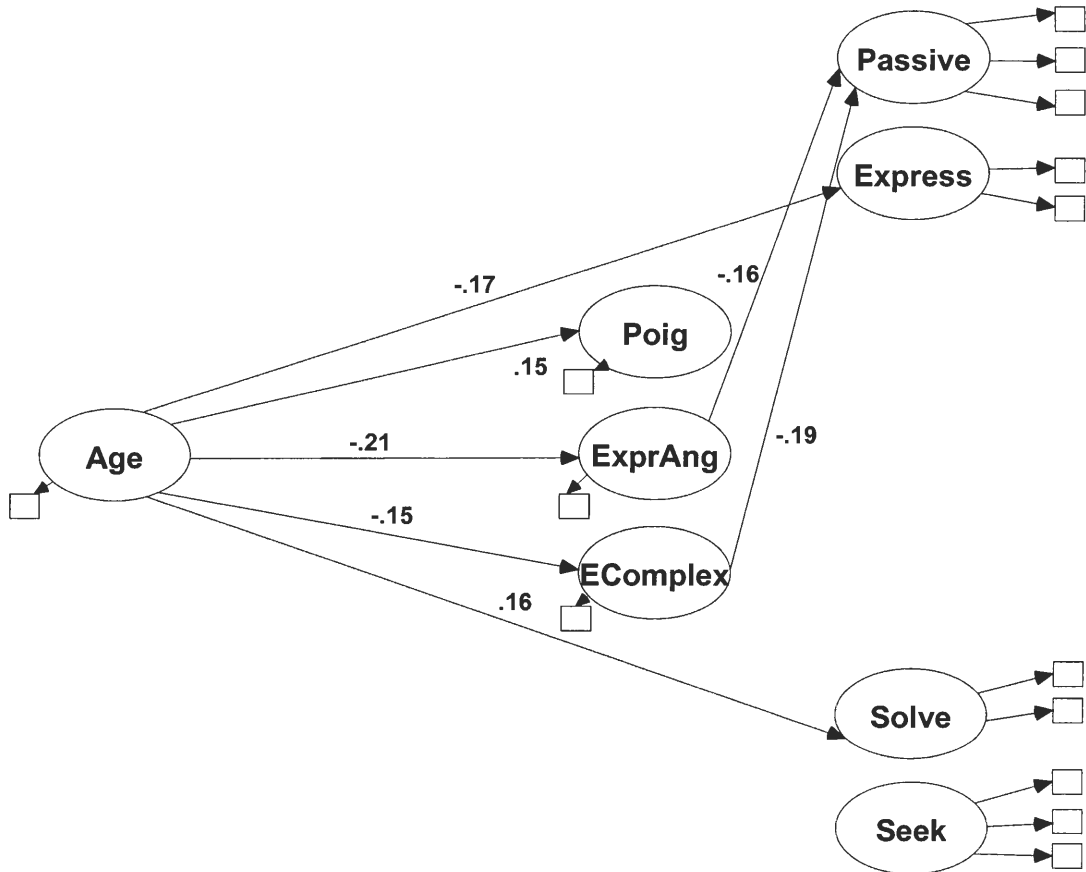 Passive
Express
-.17
-.16
Poig
.15
-.21
ExprAng
-.19
Age
-.15
EComplex
.16
Solve
Seek